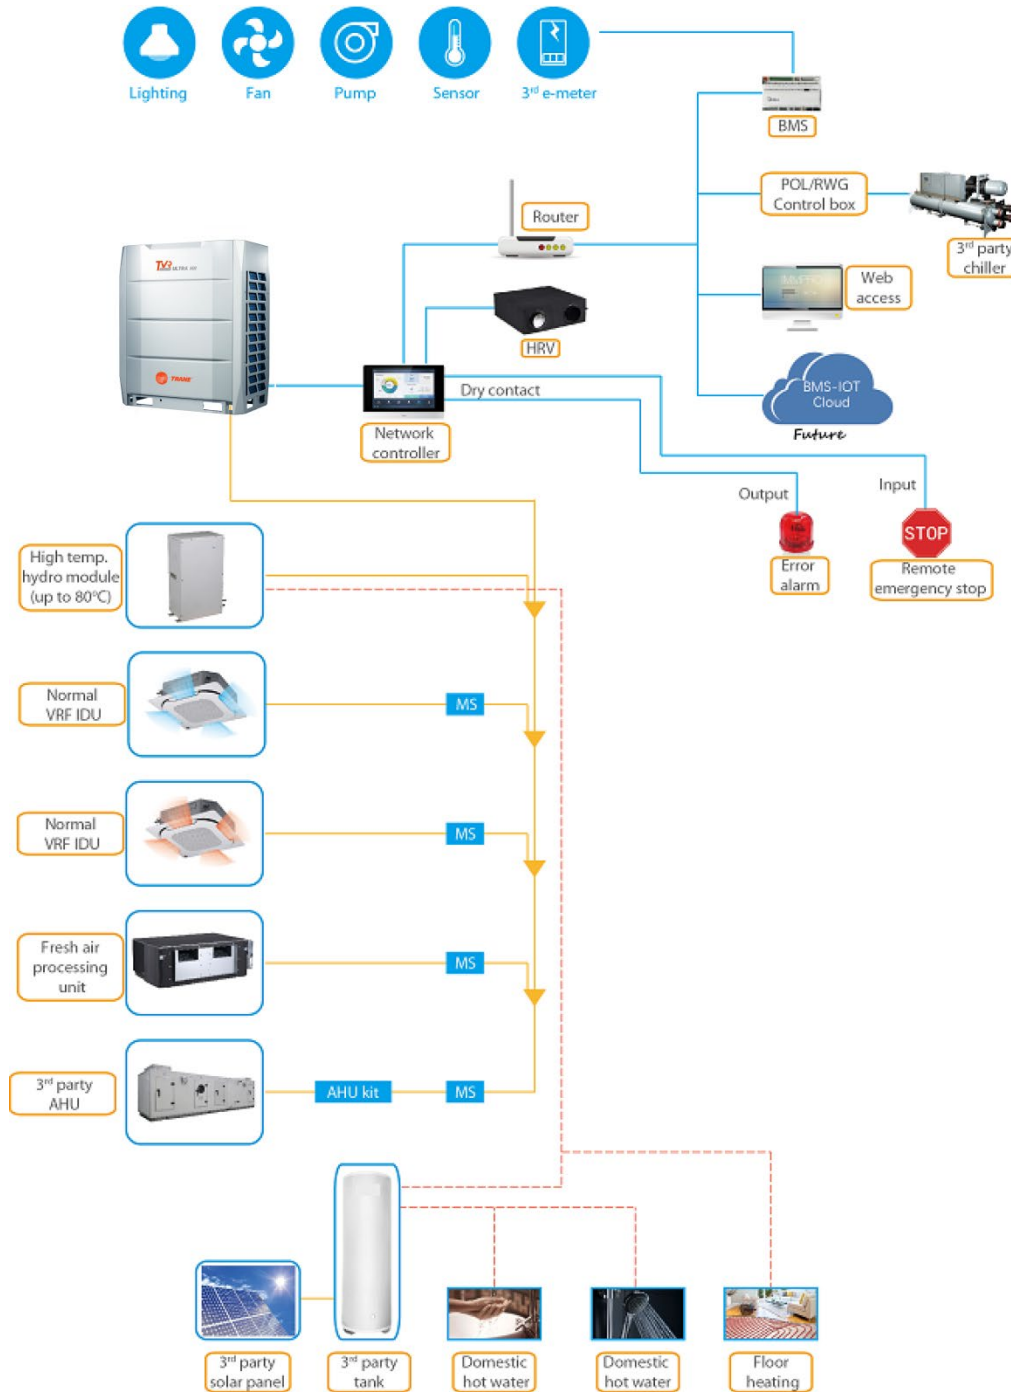 Lighting
Fan
Pump
Sensor
3rd e-meter
BMS
POL/RWG
Control box
3rd party
chiller
Router
Web
access
TVR ULTRA
TRANE
HRV
BMS-IOT
Cloud
Future
Dry contact
Network
controller
Output
Input
STOP
Error
alarm
Remote
emergency stop
High temp.
hydro module
(up to 80°C)
Normal
VRF IDU
MS
Normal
VRF IDU
MS
Fresh air
processing
unit
MS
3rd party
AHU
AHU kit
MS
3rd party
solar panel
3rd party
tank
Domestic
hot water
Domestic
hot water
Floor
heating